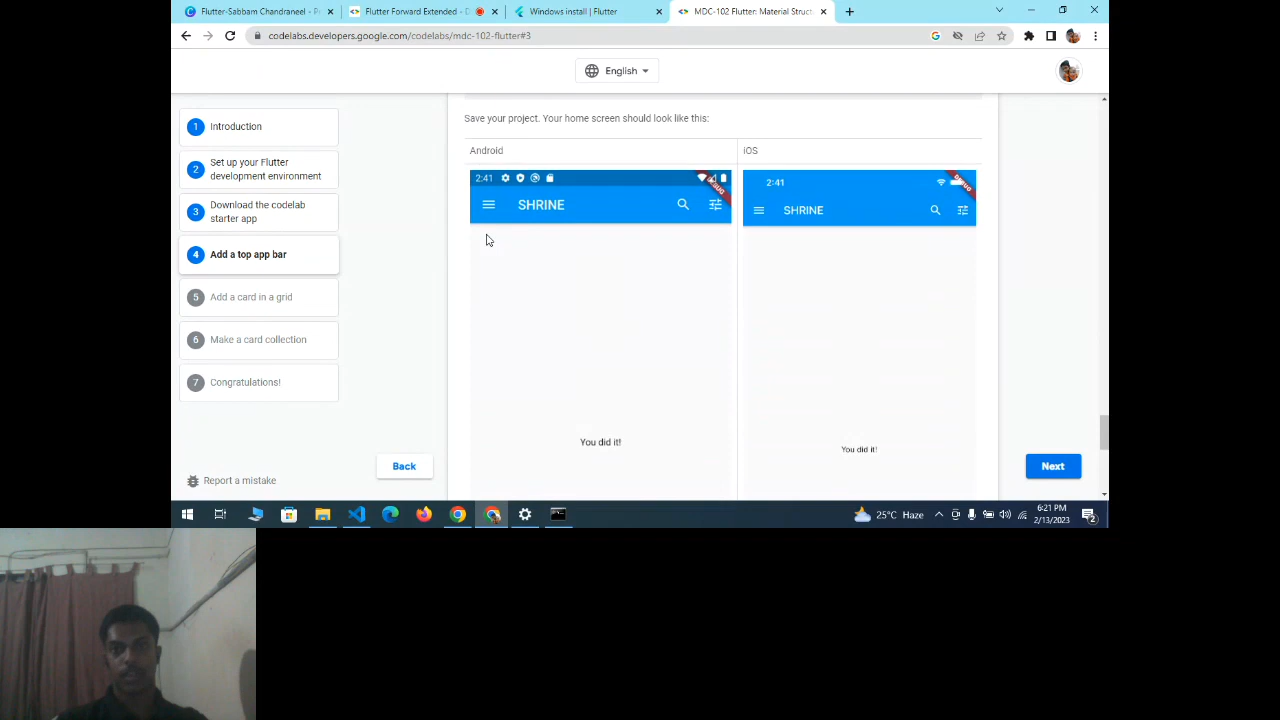 Flutter-Sabbam Chandraneel - Pr
Flutter Forward Extended - D
Windows install | Flutter
MDC-102 Flutter: Material Struct
codelabs.developers.google.com/codelabs/mdc-102-flutter#3
English
1 Introduction
2 Set up your Flutter
development environment
3 Download the codelab
starter app
4 Add a top app bar
5 Add a card in a grid
6 Make a card collection
7 Congratulations!
Report a mistake
Save your project. Your home screen should look like this:
Android
iOS
2:41
SHRINE
DEBUG
You did it!
2:41
SHRINE
DEBUG
You did it!
Back
Next
25°C Haze
6:21 PM
2/13/2023
2